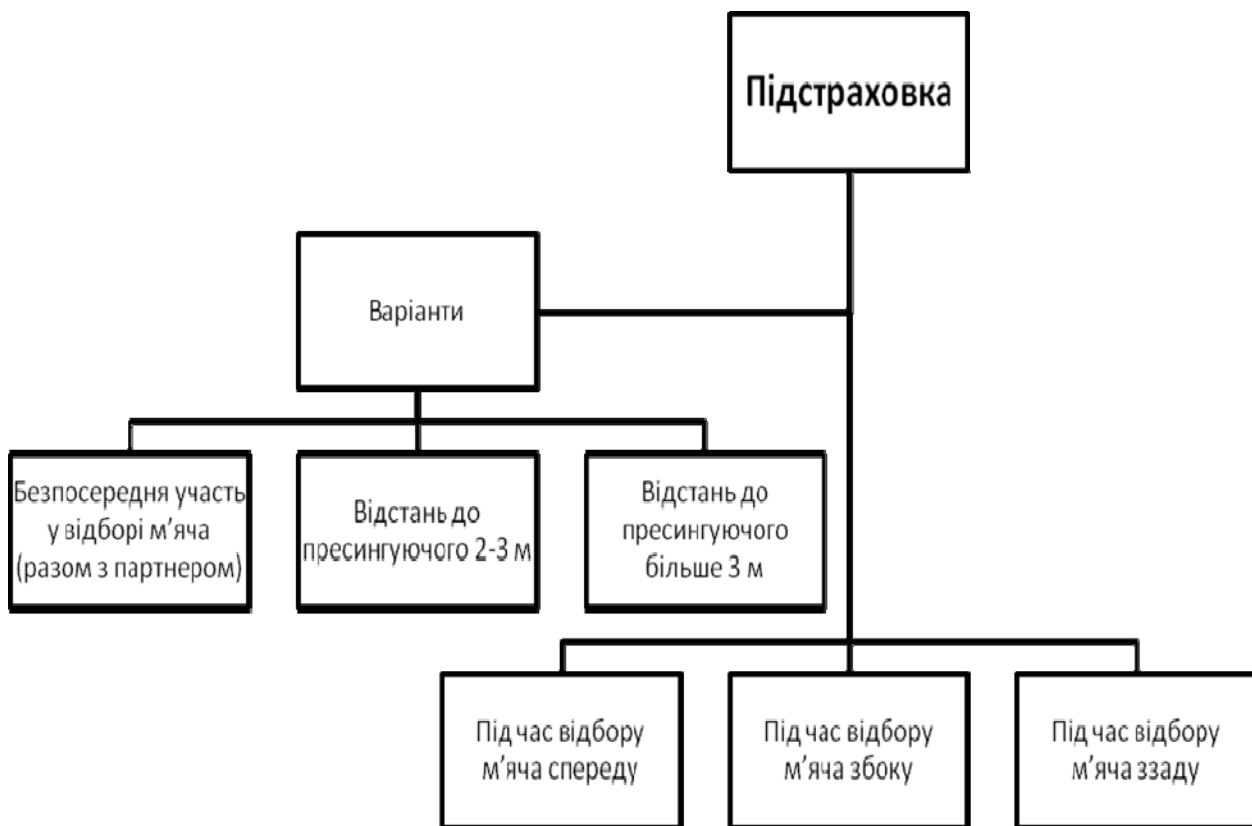 Підстраховка
Варіанти
Безпосередня участь
у відборі м’яча
(разом з партнером)
Відстань до
пресингуючого 2-3 м
Відстань до
пресингуючого
більше 3 м
Під час відбору
м’яча спереду
Під час відбору
м’яча збоку
Під час відбору
м’яча ззаду